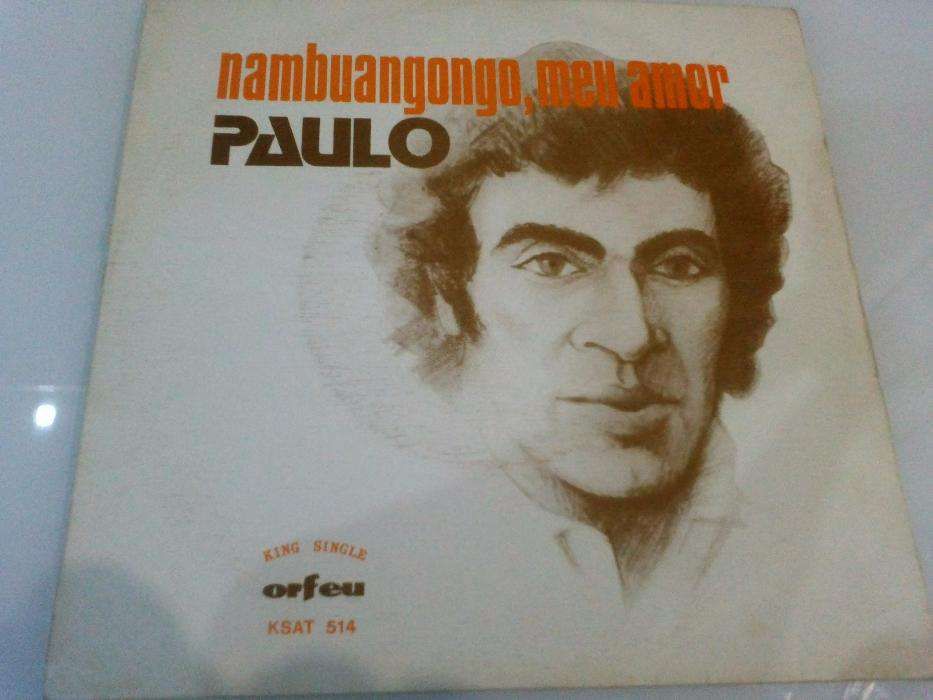 nambuangongo, meu amor
PAULO
KING SINGLE
orfeu
KSAT 514